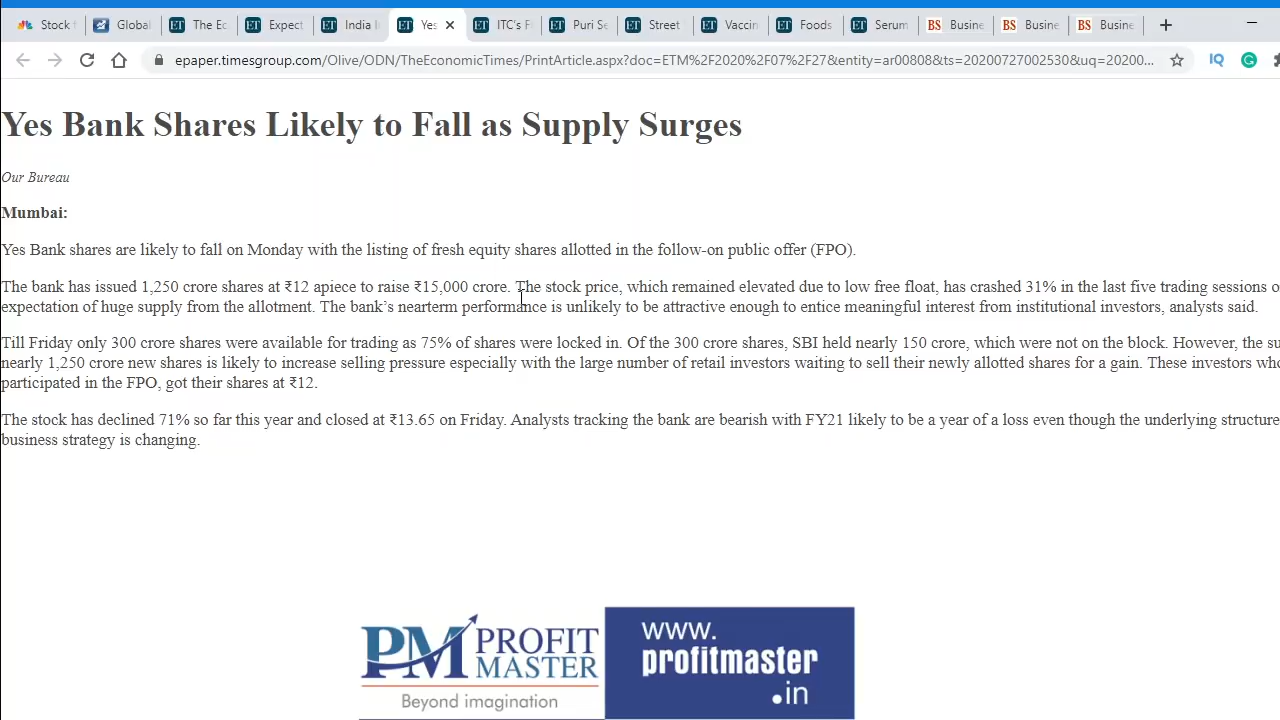 Stock
Global
The Ec
Expect
India I
Yes
ITC's F
Puri Se
Street
Vaccin
Foods
Serum
Busine
Busine
Busine
epaper.timesgroup.com/Olive/ODN/TheEconomicTimes/PrintArticle.aspx?doc=ETM%2F2020%2F07%2F27&entity=ar00808&ts=20200727002530&uq=20200...
Yes Bank Shares Likely to Fall as Supply Surges
Our Bureau
Mumbai:
Yes Bank shares are likely to fall on Monday with the listing of fresh equity shares allotted in the follow-on public offer (FPO).
The bank has issued 1,250 crore shares at ₹12 apiece to raise ₹15,000 crore. The stock price, which remained elevated due to low free float, has crashed 31% in the last five trading sessions o
expectation of huge supply from the allotment. The bank’s nearterm performance is unlikely to be attractive enough to entice meaningful interest from institutional investors, analysts said.
Till Friday only 300 crore shares were available for trading as 75% of shares were locked in. Of the 300 crore shares, SBI held nearly 150 crore, which were not on the block. However, the su
nearly 1,250 crore new shares is likely to increase selling pressure especially with the large number of retail investors waiting to sell their newly allotted shares for a gain. These investors who
participated in the FPO, got their shares at ₹12.
The stock has declined 71% so far this year and closed at ₹13.65 on Friday. Analysts tracking the bank are bearish with FY21 likely to be a year of a loss even though the underlying structure
business strategy is changing.
PM PROFIT
MASTER
Beyond imagination
www.
profitmaster
.in